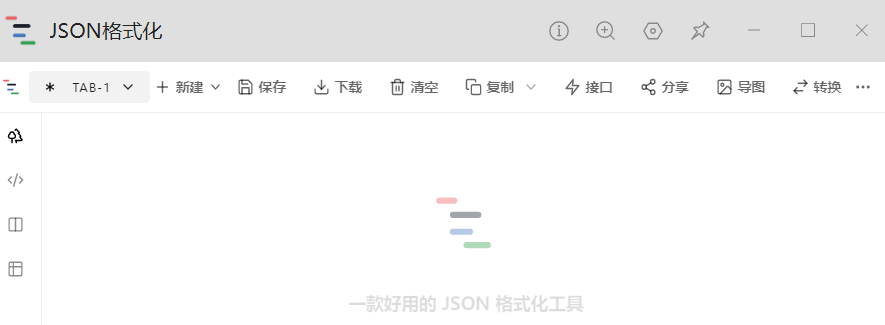 JSON格式化
* TAB-1 新建 保存 下载 清空 复制 接口 分享 导图 转换
一款好用的 JSON 格式化工具